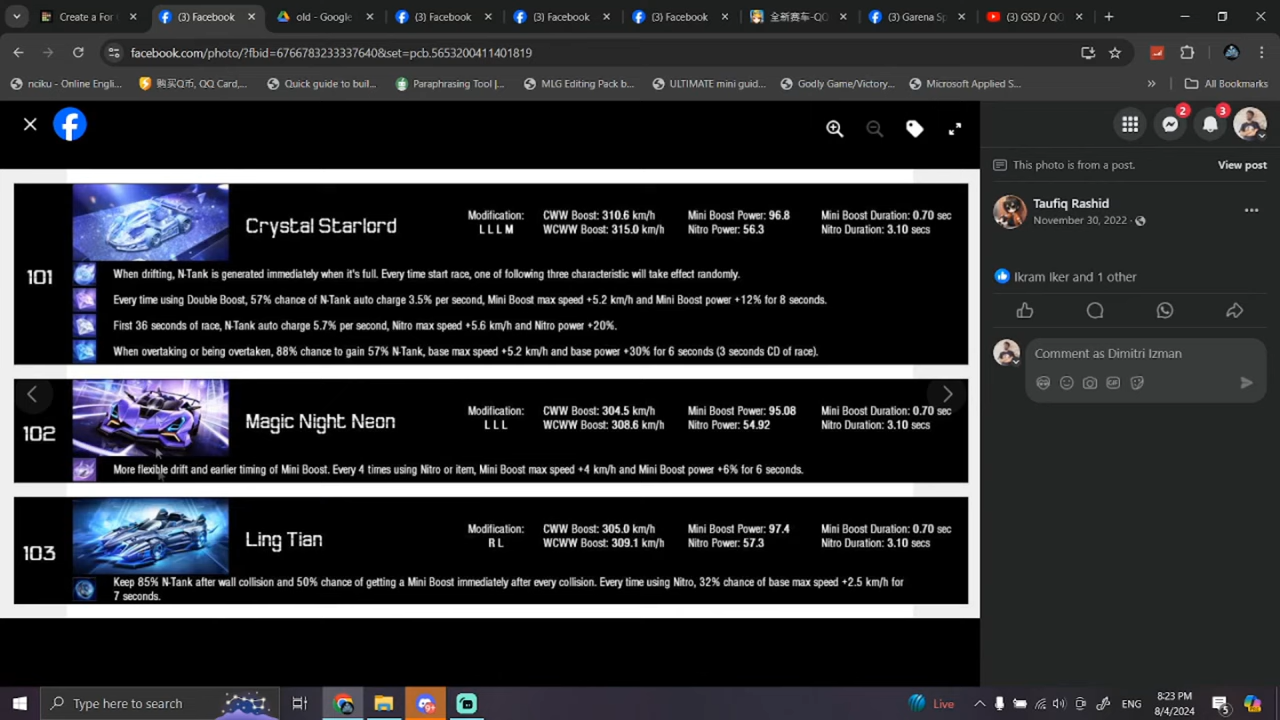 Create a For
(3) Facebook
old - Google
(3) Facebook
(3) Facebook
(3) Facebook
全新赛车-QQ
(3) Garena Sp
(3) GSD / QQ
facebook.com/photo/?fbid=6766783233337640&set=pcb.5653200411401819
nciku - Online Engli...
购买Q币, QQ Card,...
Quick guide to buil...
Paraphrasing Tool |...
MLG Editing Pack b...
ULTIMATE mini guid...
Godly Game/Victory...
Microsoft Applied S...
All Bookmarks
2
3
This photo is from a post.
View post
Taufiq Rashid
November 30, 2022
Ikram Iker and 1 other
Comment as Dimitri Izman
101
Crystal Starlord
Modification:
L L L M
CWW Boost: 310.6 km/h
WCWW Boost: 315.0 km/h
Mini Boost Power: 96.8
Nitro Power: 56.3
Mini Boost Duration: 0.70 sec
Nitro Duration: 3.10 secs
When drifting, N-Tank is generated immediately when it's full. Every time start race, one of following three characteristic will take effect randomly.
Every time using Double Boost, 57% chance of N-Tank auto charge 3.5% per second, Mini Boost max speed +5.2 km/h and Mini Boost power +12% for 8 seconds.
First 36 seconds of race, N-Tank auto charge 5.7% per second, Nitro max speed +5.6 km/h and Nitro power +20%.
When overtaking or being overtaken, 88% chance to gain 57% N-Tank, base max speed +5.2 km/h and base power +30% for 6 seconds (3 seconds CD of race).
102
Magic Night Neon
Modification:
L L L
CWW Boost: 304.5 km/h
WCWW Boost: 308.6 km/h
Mini Boost Power: 95.08
Nitro Power: 54.92
Mini Boost Duration: 0.70 sec
Nitro Duration: 3.10 secs
More flexible drift and earlier timing of Mini Boost. Every 4 times using Nitro or item, Mini Boost max speed +4 km/h and Mini Boost power +6% for 6 seconds.
103
Ling Tian
Modification:
R L
CWW Boost: 305.0 km/h
WCWW Boost: 309.1 km/h
Mini Boost Power: 97.4
Nitro Power: 57.3
Mini Boost Duration: 0.70 sec
Nitro Duration: 3.10 secs
Keep 85% N-Tank after wall collision and 50% chance of getting a Mini Boost immediately after every collision. Every time using Nitro, 32% chance of base max speed +2.5 km/h for
7 seconds.
Type here to search
Live
ENG
8:23 PM
8/4/2024
5